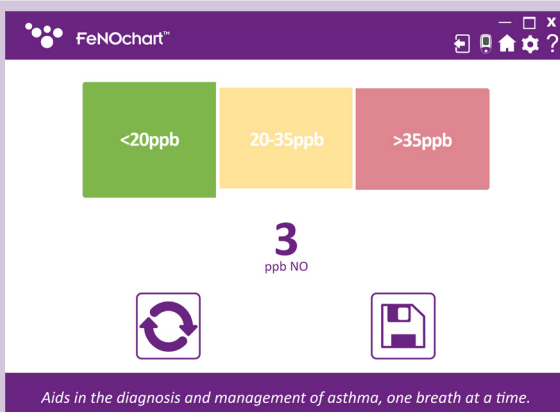 FeNOchart™
<20ppb
20-35ppb
>35ppb
3
ppb NO
Aids in the diagnosis and management of asthma, one breath at a time.